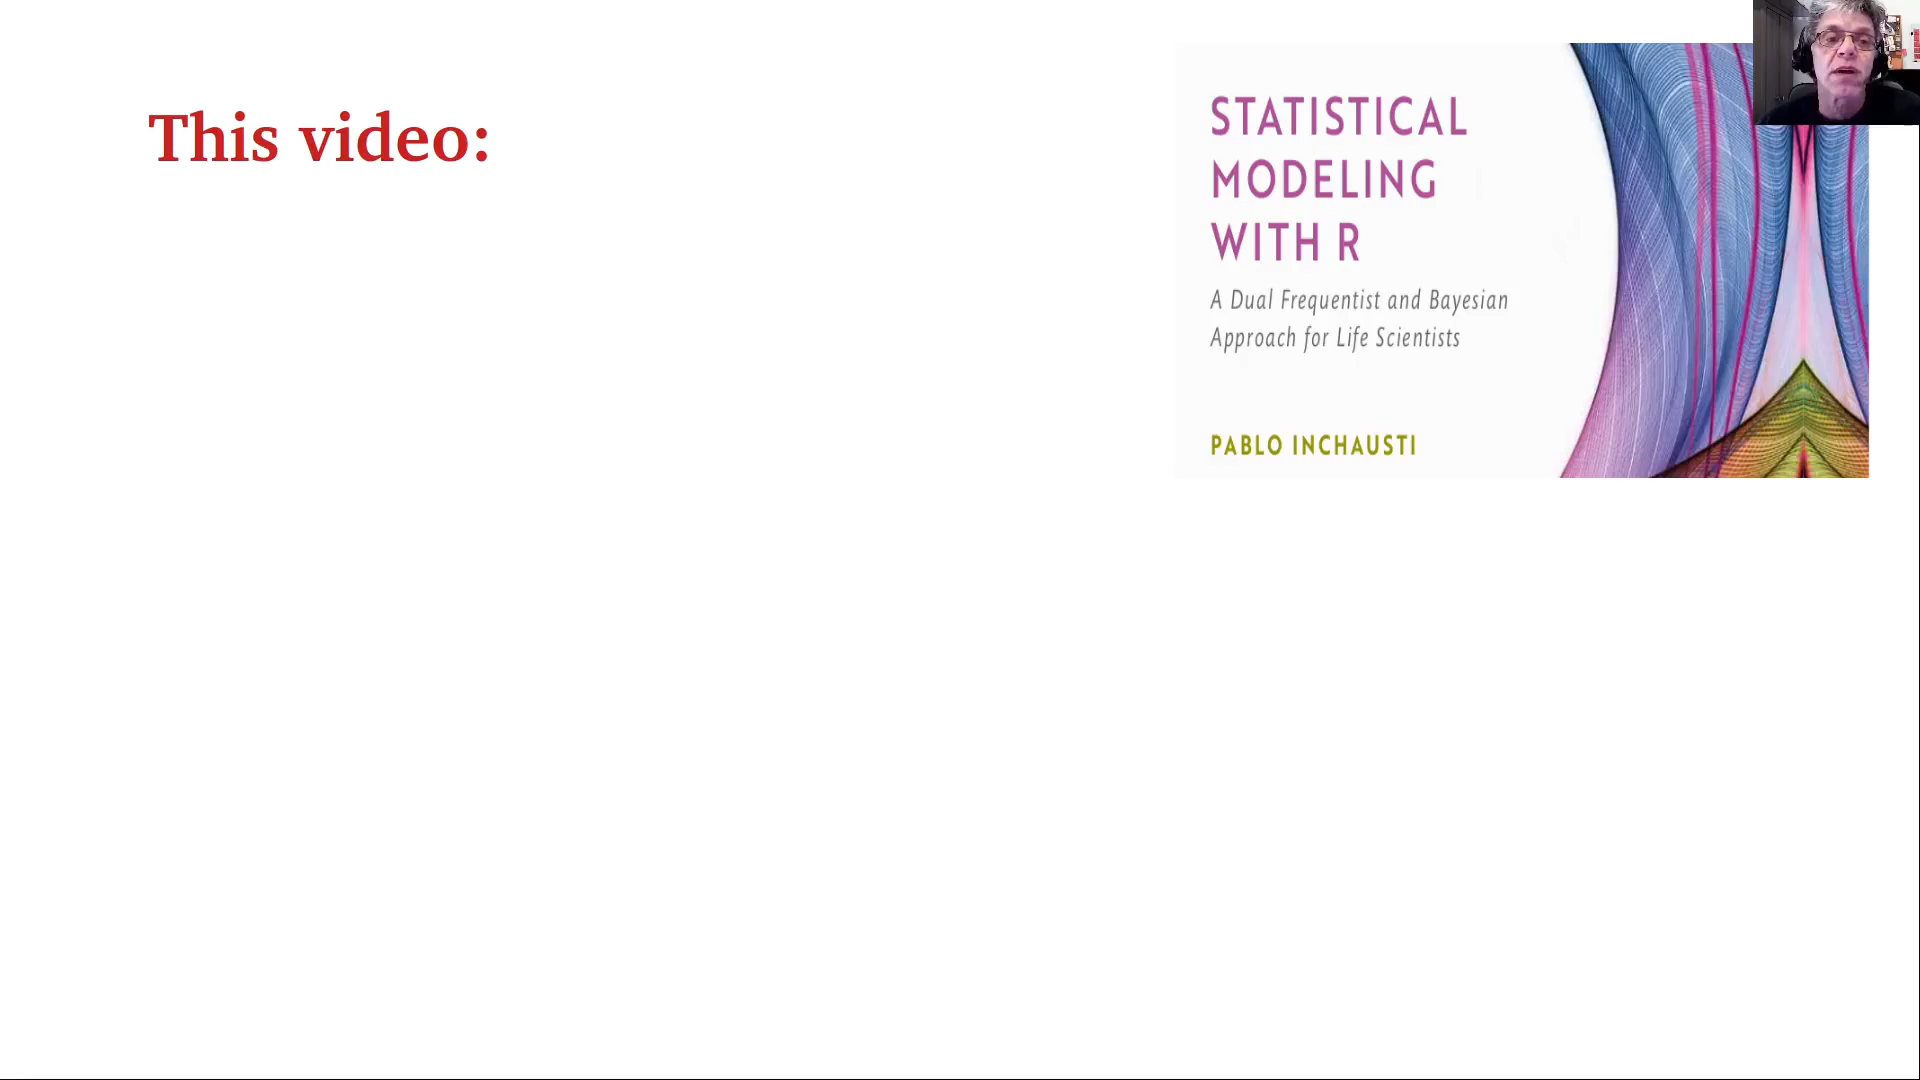 This video:
STATISTICAL
MODELING
WITH R
A Dual Frequentist and Bayesian
Approach for Life Scientists
PABLO INCHAUSTI